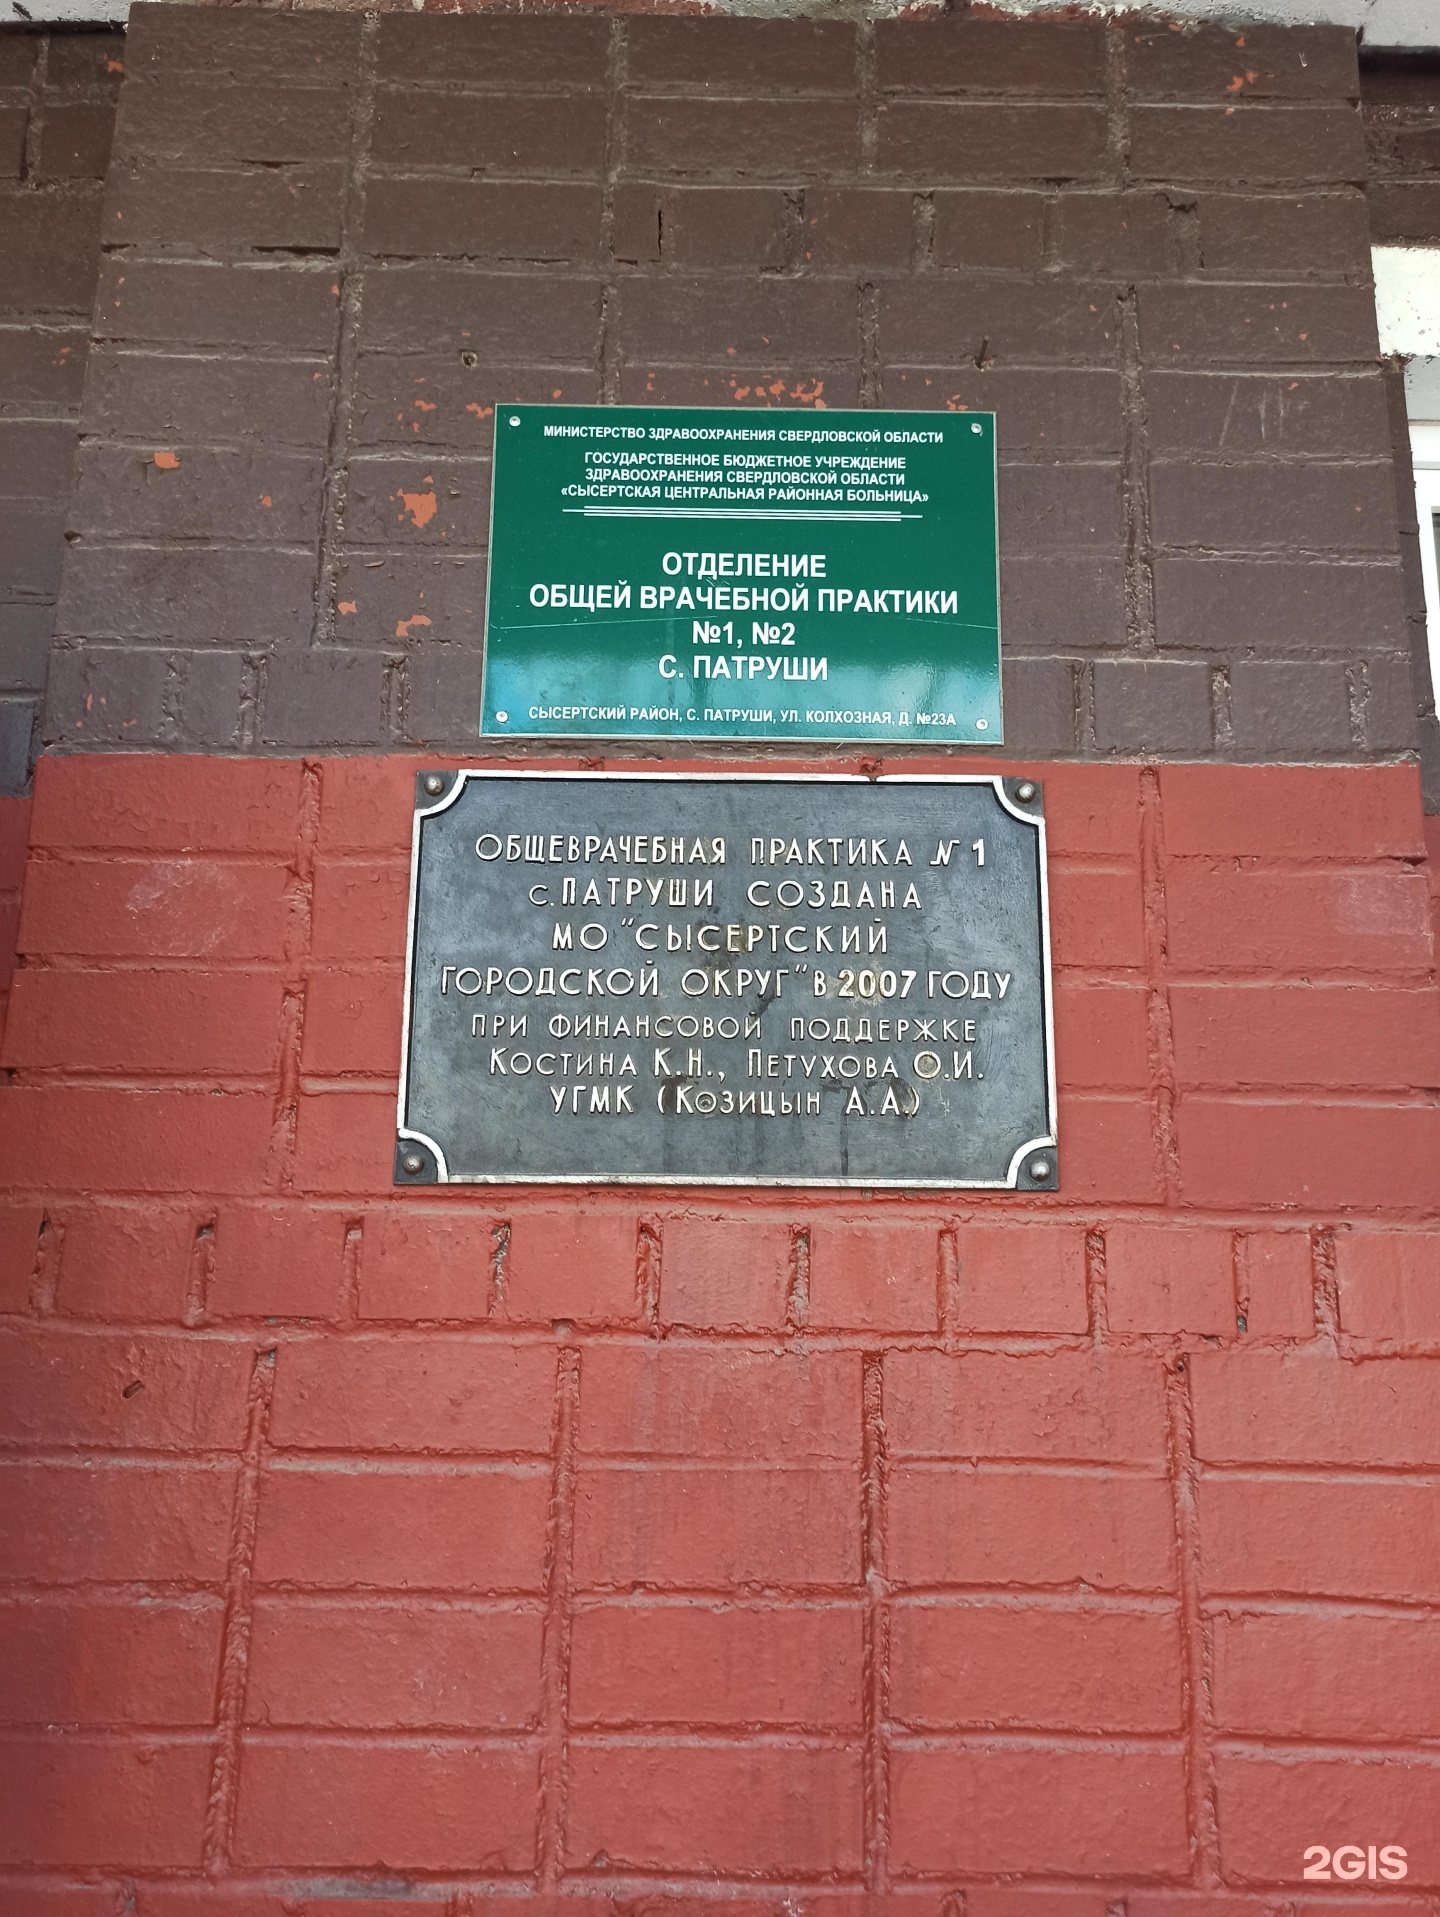 МИНИСТЕРСТВО ЗДРАВООХРАНЕНИЯ СВЕРДЛОВСКОЙ ОБЛАСТИ
ГОСУДАРСТВЕННОЕ БЮДЖЕТНОЕ УЧРЕЖДЕНИЕ
ЗДРАВООХРАНЕНИЯ СВЕРДЛОВСКОЙ ОБЛАСТИ
«СЫСЕРТСКАЯ ЦЕНТРАЛЬНАЯ РАЙОННАЯ БОЛЬНИЦА»
ОТДЕЛЕНИЕ
ОБЩЕЙ ВРАЧЕБНОЙ ПРАКТИКИ
№1, №2
С. ПАТРУШИ
СЫСЕРТСКИЙ РАЙОН, С. ПАТРУШИ, УЛ. КОЛХОЗНАЯ, Д. №23А
ОБЩЕВРАЧЕБНАЯ ПРАКТИКА N 1
с. ПАТРУШИ СОЗДАНА
МО "СЫСЕРТСКИЙ
ГОРОДСКОЙ ОКРУГ" В 2007 ГОДУ
ПРИ ФИНАНСОВОЙ ПОДДЕРЖКЕ
КОСТИНА К.Н., ПЕТУХОВА О.И.
УГМК (КОЗИЦЫН А.А.)
2GIS